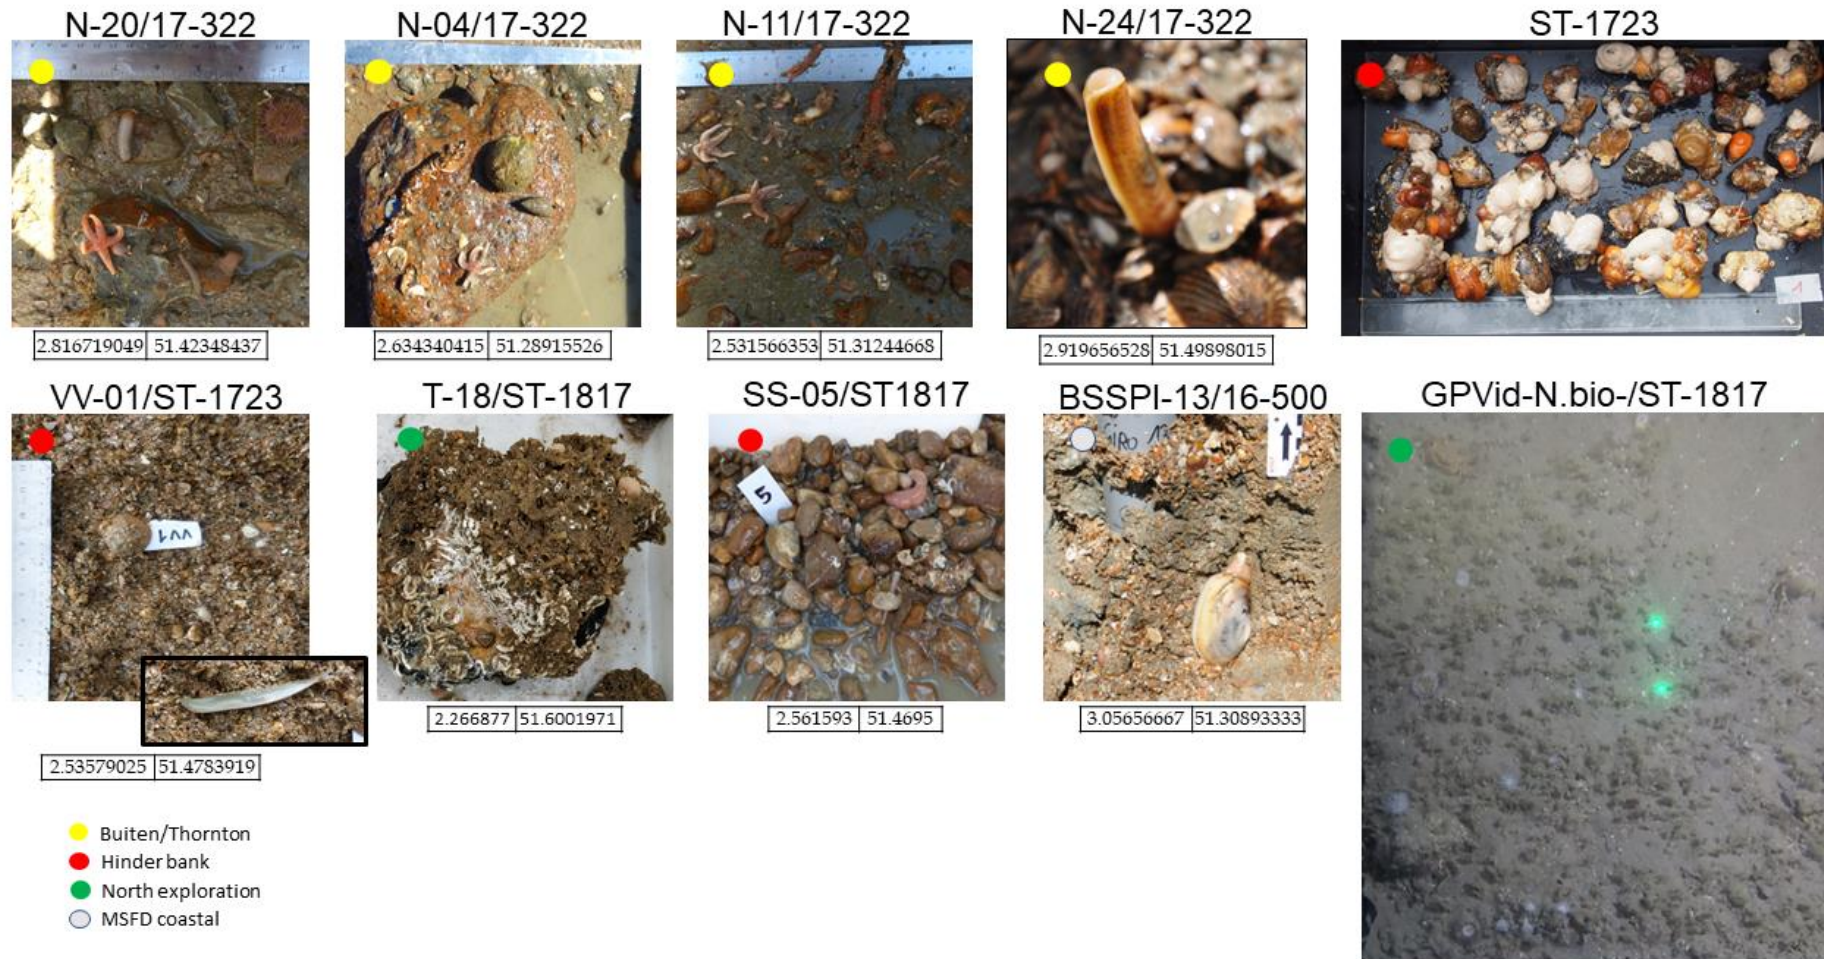 N-20/17-322
N-04/17-322
N-11/17-322
N-24/17-322
ST-1723
1
2.816719049 51.42348437
2.634340415 51.28915526
2.531566353 51.31244668
2.919656528 51.49898015
VV-01/ST-1723
T-18/ST-1817
SS-05/ST1817
BSSPI-13/16-500
GPVid-N.bio-/ST-1817
5
VV1
2.266877 51.6001971
2.561593 51.4695
3.05656667 51.30893333
2.53579025 51.4783919
Buiten/Thornton
Hinder bank
North exploration
MSFD coastal